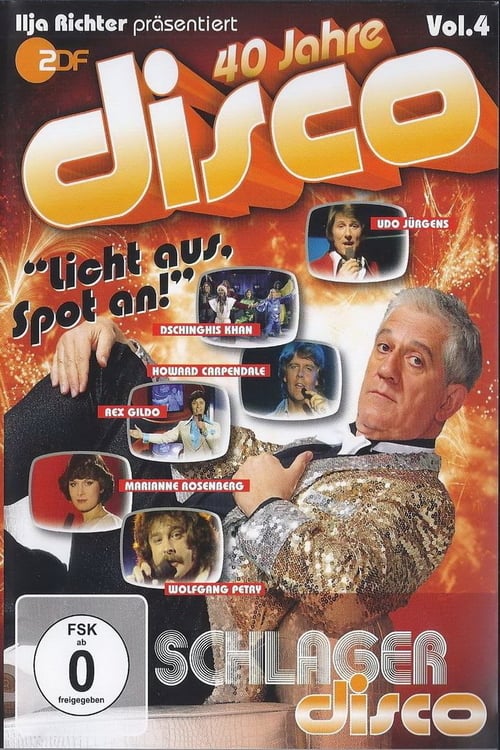 Ilja Richter präsentiert
Vol.4
ZDF
40 Jahre
disco
"Licht aus,
Spot an!"
UDO JÜRGENS
DSCHINGHIS KHAN
HOWARD CARPENDALE
REX GILDO
MARIANNE ROSENBERG
WOLFGANG PETRY
FSK
ab
0
freigegeben
SCHLAGER
disco